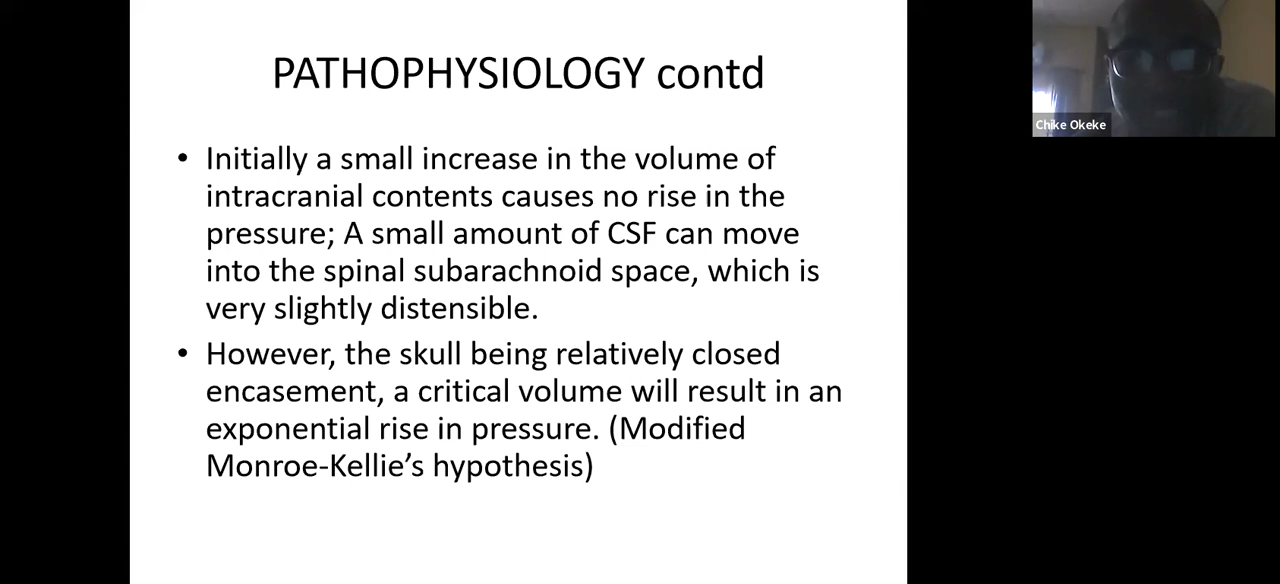 PATHOPHYSIOLOGY contd
• Initially a small increase in the volume of
intracranial contents causes no rise in the
pressure; A small amount of CSF can move
into the spinal subarachnoid space, which is
very slightly distensible.
• However, the skull being relatively closed
encasement, a critical volume will result in an
exponential rise in pressure. (Modified
Monroe-Kellie’s hypothesis)
Chike Okeke